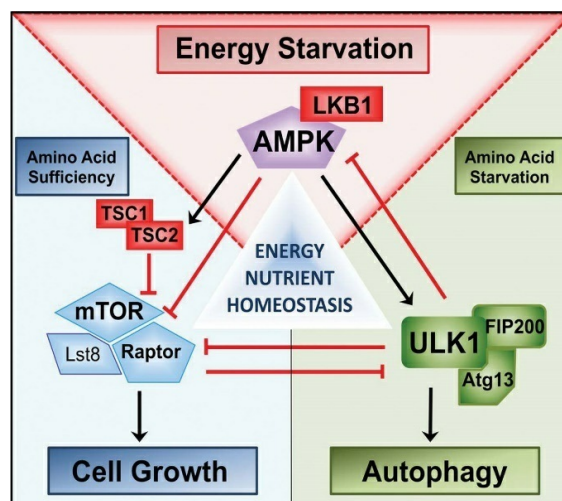 Energy Starvation
LKB1
AMPK
Amino Acid
Sufficiency
Amino Acid
Starvation
TSC1
TSC2
ENERGY
NUTRIENT
HOMEOSTASIS
mTOR
Lst8
Raptor
ULK1
FIP200
Atg13
Cell Growth
Autophagy